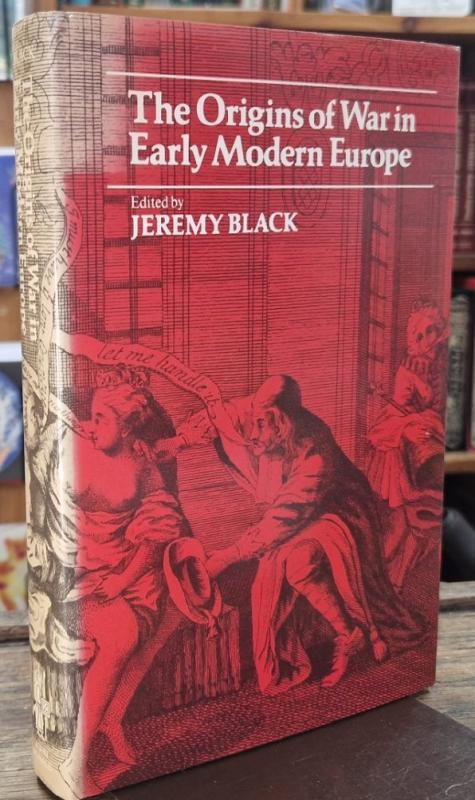 The Origins of War in
Early Modern Europe
Edited by
JEREMY BLACK
let me handle